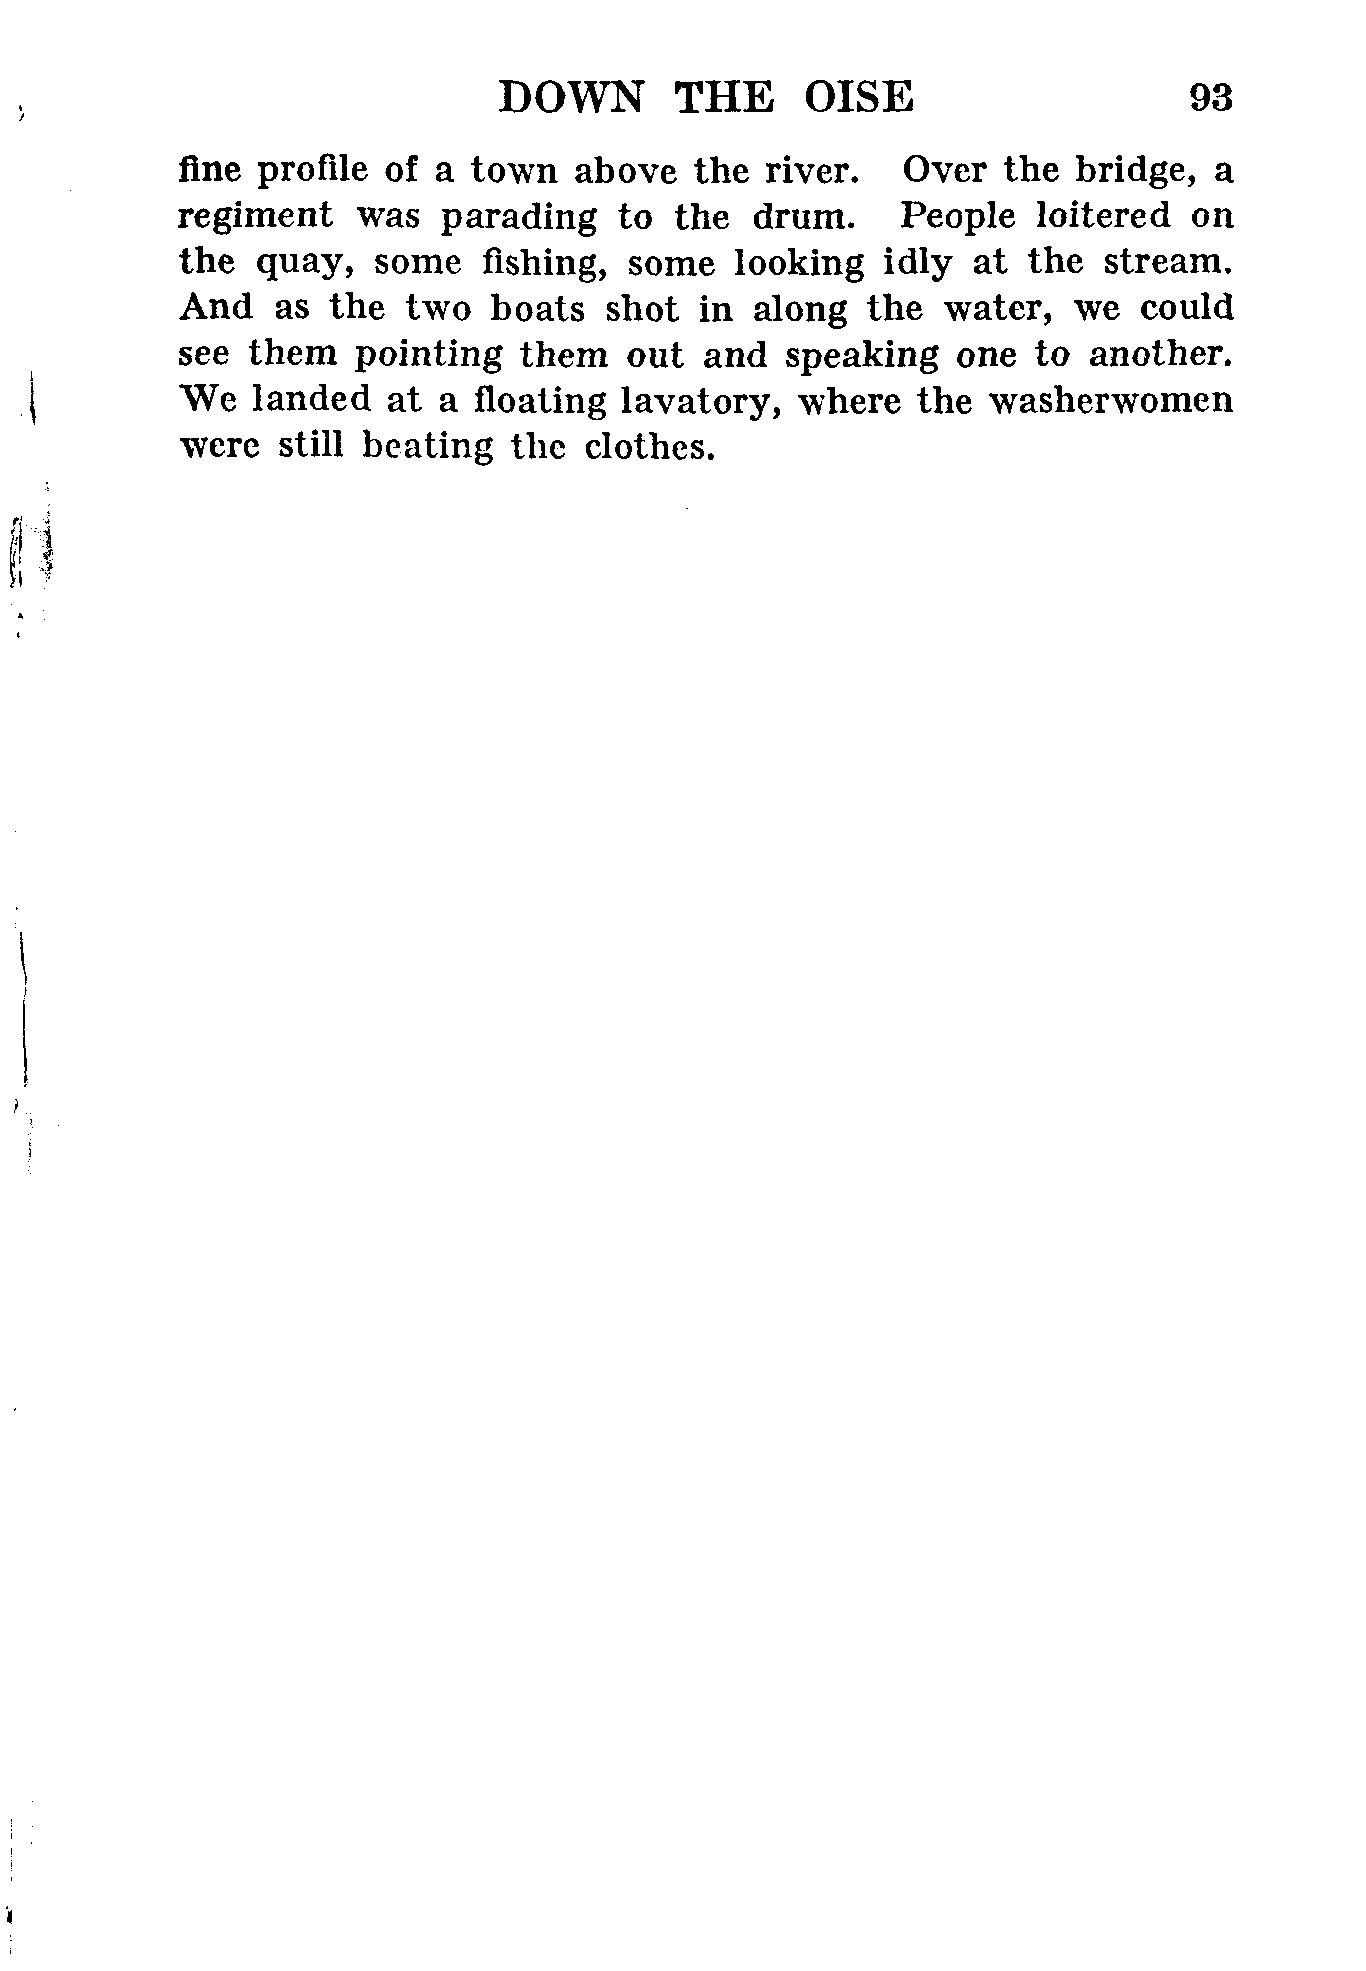 DOWN THE OISE 93
fine profile of a town above the river. Over the bridge, a
regiment was parading to the drum. People loitered on
the quay, some fishing, some looking idly at the stream.
And as the two boats shot in along the water, we could
see them pointing them out and speaking one to another.
We landed at a floating lavatory, where the washerwomen
were still beating the clothes.